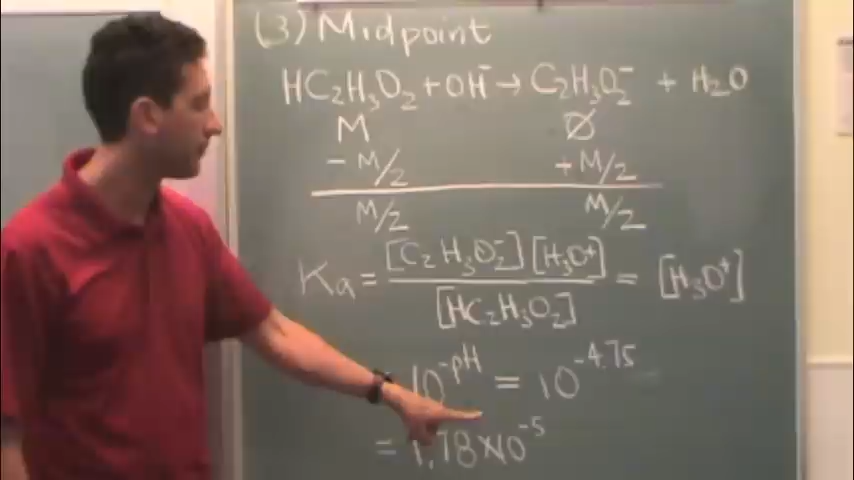 (3) Midpoint
HC₂H₃O₂ + OH⁻ → C₂H₃O₂⁻ + H₂O
M ∅
- M/2 + M/2
M/2 M/2
Ka = [C₂H₃O₂⁻][H₃O⁺] / [HC₂H₃O₂] = [H₃O⁺]
10^-pH = 10^-4.75
= 1.78 × 10^-5